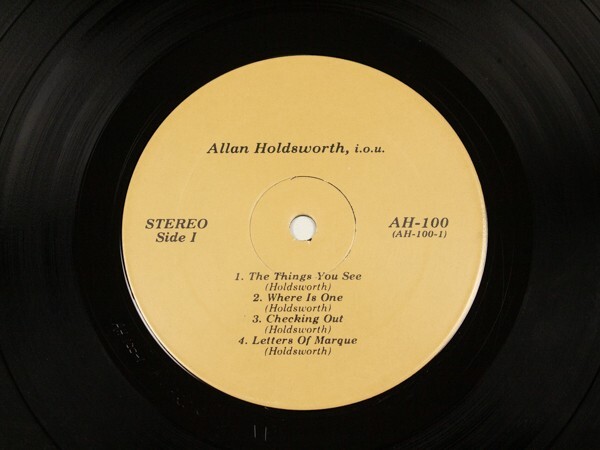 Allan Holdsworth, i.o.u.
STEREO
Side I
AH-100
(AH-100-1)
1. The Things You See
(Holdsworth)
2. Where Is One
(Holdsworth)
3. Checking Out
(Holdsworth)
4. Letters Of Marque
(Holdsworth)